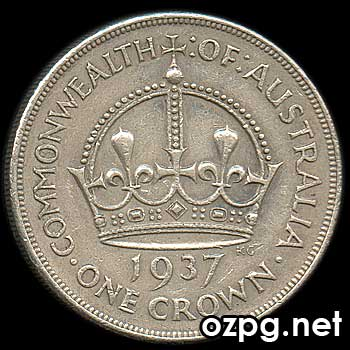 COMMONWEALTH : OF : AUSTRALIA
KG
1937
· ONE CROWN ·
ozpg.net